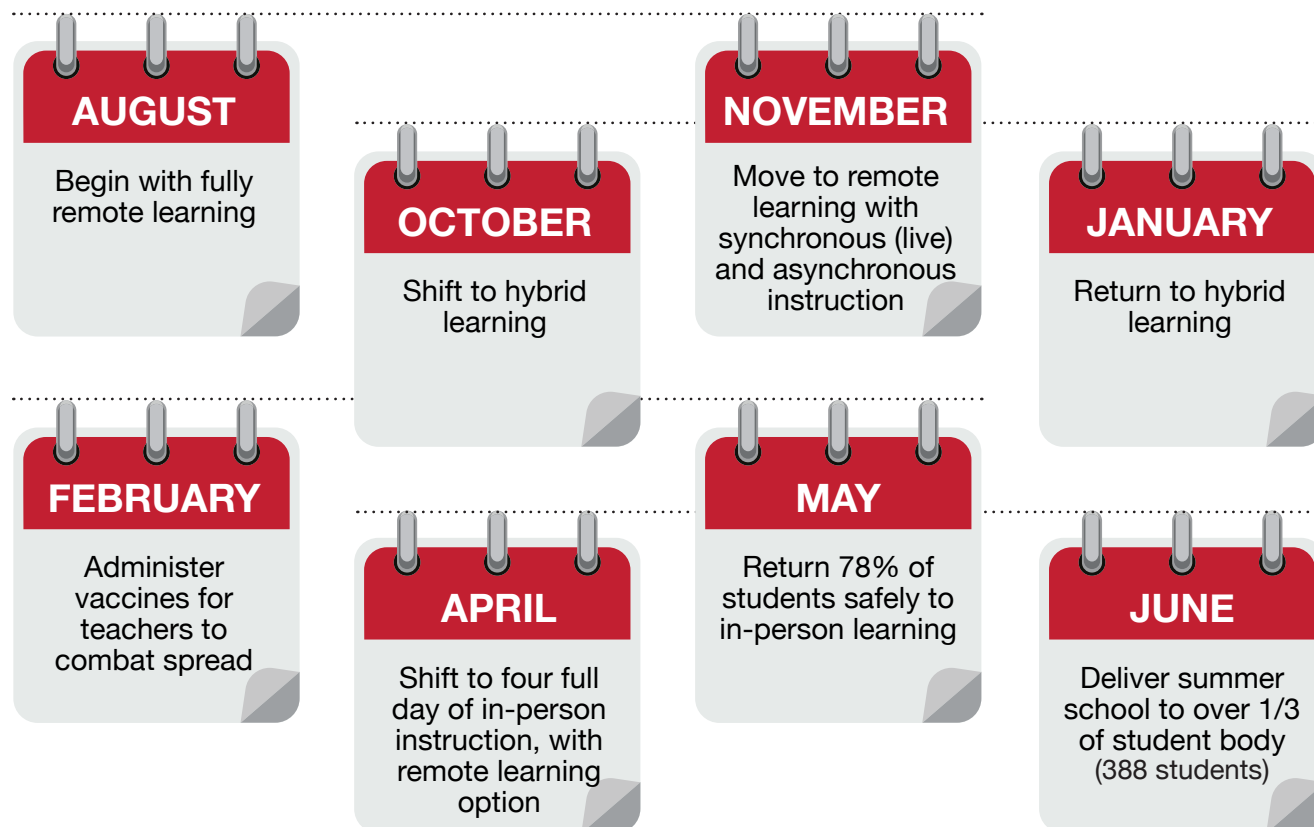 AUGUST
Begin with fully
remote learning
OCTOBER
Shift to hybrid
learning
NOVEMBER
Move to remote
learning with
synchronous (live)
and asynchronous
instruction
JANUARY
Return to hybrid
learning
FEBRUARY
Administer
vaccines for
teachers to
combat spread
APRIL
Shift to four full
day of in-person
instruction, with
remote learning
option
MAY
Return 78% of
students safely to
in-person learning
JUNE
Deliver summer
school to over 1/3
of student body
(388 students)